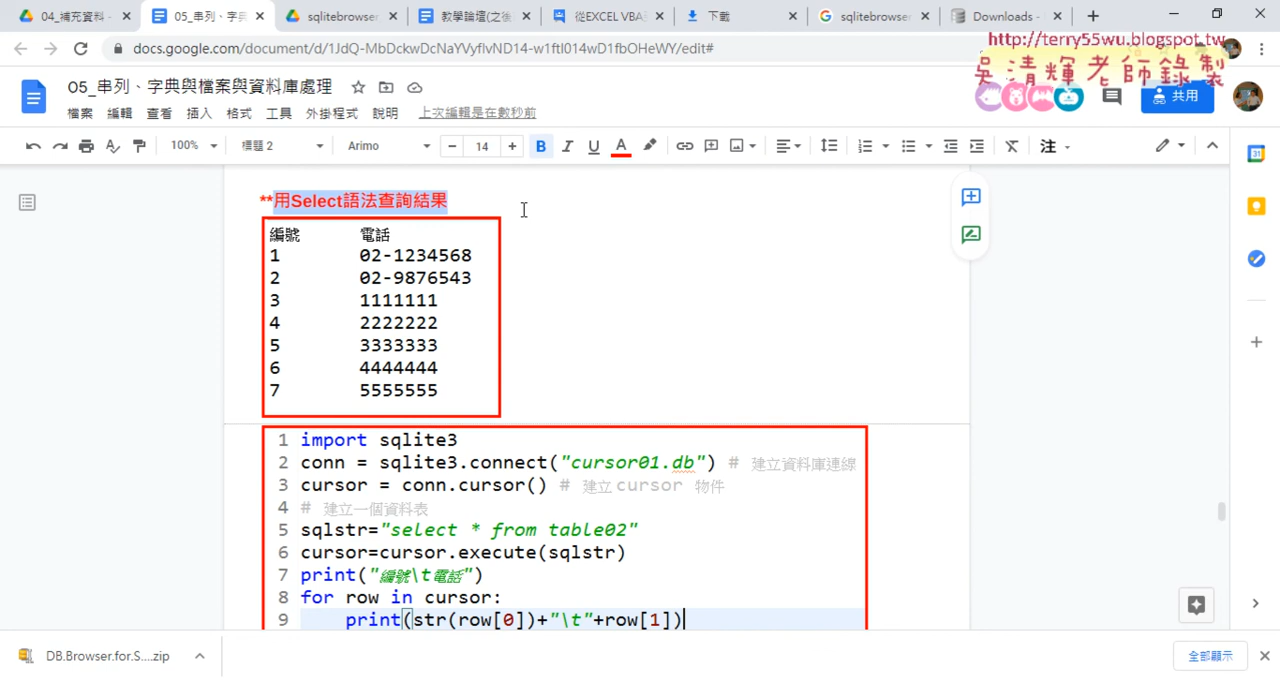 04_補充資料 -
05_串列、字典
sqlitebrowser
教學論壇(之後
從EXCEL VBA
下載
sqlitebrowser
Downloads -
docs.google.com/document/d/1JdQ-MbDckwDcNaYVyflvND14-w1ftI014wD1fbOHeWY/edit#
http://terry55wu.blogspot.tw
吳清輝老師錄製
05_串列、字典與檔案與資料庫處理
共用
檔案 編輯 查看 插入 格式 工具 外掛程式 說明 上次編輯是在數秒前
100% 標題 2 Arimo 14 B I U A 注
**用Select語法查詢結果
編號 電話
1 02-1234568
2 02-9876543
3 1111111
4 2222222
5 3333333
6 4444444
7 5555555
1 import sqlite3
2 conn = sqlite3.connect("cursor01.db") # 建立資料庫連線
3 cursor = conn.cursor() # 建立 cursor 物件
4 # 建立一個資料表
5 sqlstr="select * from table02"
6 cursor=cursor.execute(sqlstr)
7 print("編號\t電話")
8 for row in cursor:
9 print(str(row[0])+"\t"+row[1])
DB.Browser.for.S....zip
全部顯示